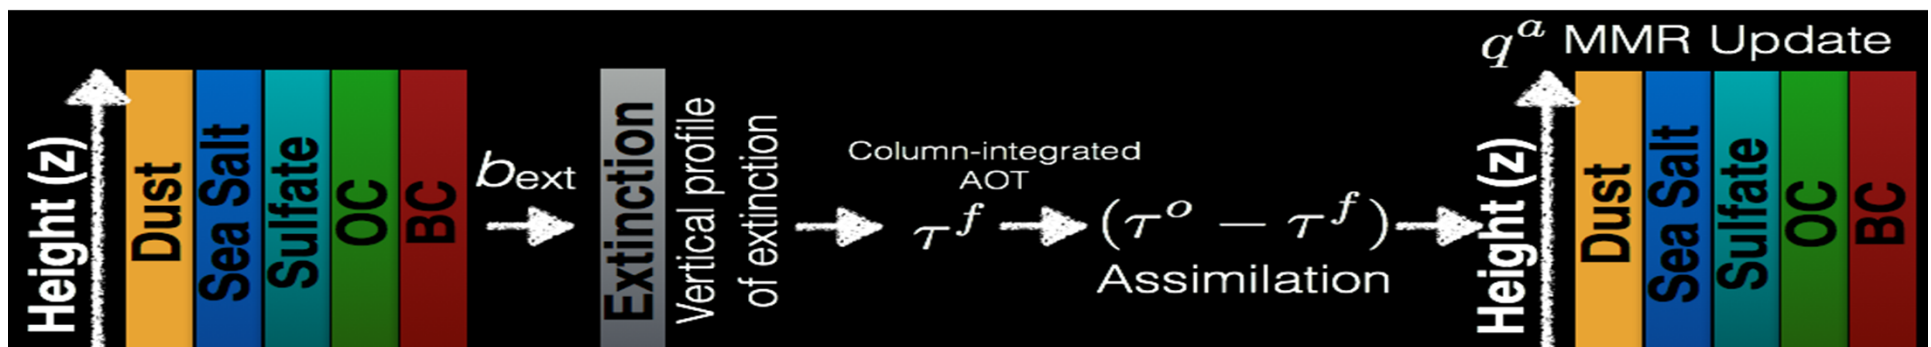 Height (z)
Dust
Sea Salt
Sulfate
OC
BC
b_ext
Extinction
Vertical profile
of extinction
Column-integrated
AOT
τ^f
(τ^o − τ^f)
Assimilation
q^a MMR Update
Height (z)
Dust
Sea Salt
Sulfate
OC
BC